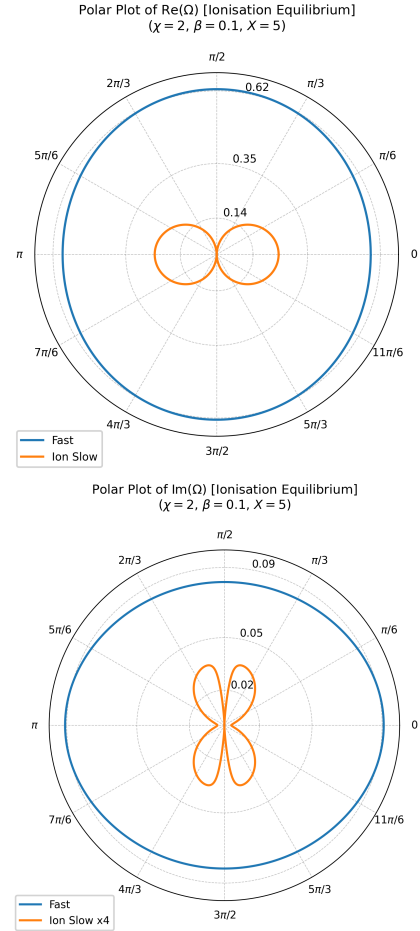 Polar Plot of Re(Ω) [Ionisation Equilibrium]
(χ = 2, β = 0.1, X = 5)
π/2
2π/3
π/3
0.62
5π/6
π/6
0.35
0.14
π
0
7π/6
11π/6
4π/3
5π/3
3π/2
Fast
Ion Slow
Polar Plot of Im(Ω) [Ionisation Equilibrium]
(χ = 2, β = 0.1, X = 5)
π/2
2π/3
π/3
0.09
5π/6
π/6
0.05
0.02
π
0
7π/6
11π/6
4π/3
5π/3
3π/2
Fast
Ion Slow x4